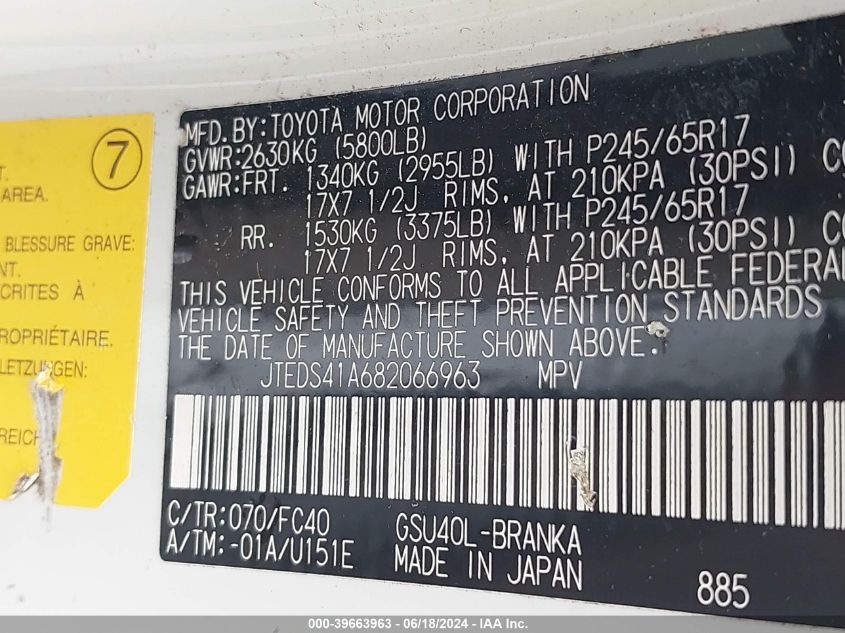 7
T.
AREA.
BLESSURE GRAVE:
NT.
SCRITES À
PROPRIÉTAIRE.
LETZUNGEN:
REICH
MFD. BY: TOYOTA MOTOR CORPORATION
GVWR: 2630KG (5800LB)
GAWR: FRT. 1340KG (2955LB) WITH P245/65R17
17X7 1/2J RIMS, AT 210KPA (30PSI) CO
RR. 1530KG (3375LB) WITH P245/65R17
17X7 1/2J RIMS, AT 210KPA (30PSI) CO
THIS VEHICLE CONFORMS TO ALL APPLICABLE FEDERAL
VEHICLE SAFETY AND THEFT PREVENTION STANDARDS
THE DATE OF MANUFACTURE SHOWN ABOVE.
JTEDS41A682066963 MPV
C/TR: 070/FC40 GSU40L-BRANKA
A/TM: -01A/U151E MADE IN JAPAN
885
000-39663963 - 06/18/2024 - IAA Inc.